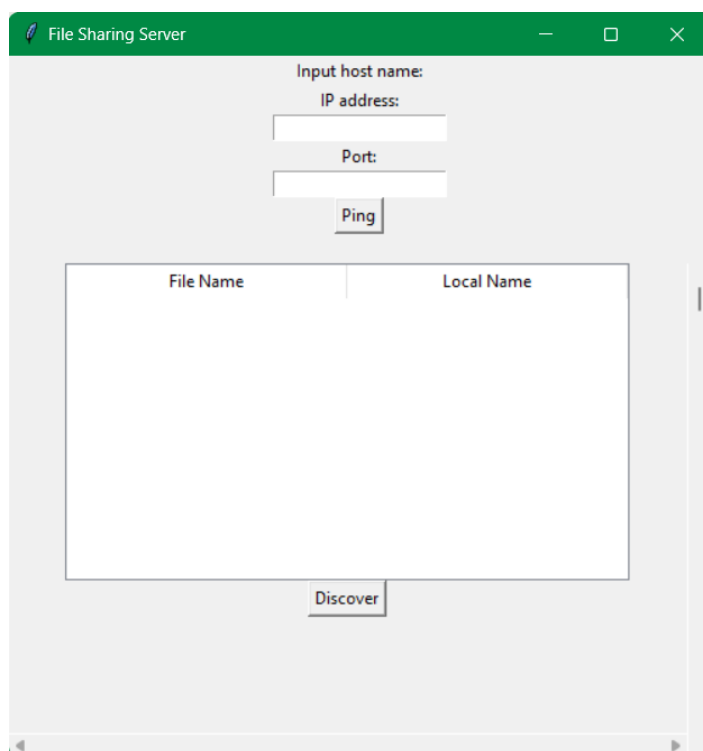 File Sharing Server
Input host name:
IP address:
Port:
Ping
File Name Local Name
Discover